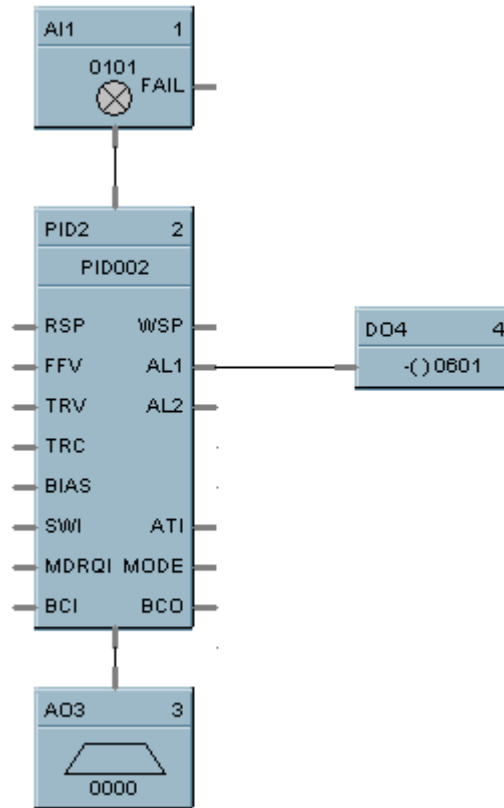 AI1 1
0101
FAIL
PID2 2
PID002
RSP WSP
FFV AL1
TRV AL2
TRC
BIAS
SWI ATI
MDRQI MODE
BCI BCO
DO4 4
-( )0601
AO3 3
0000